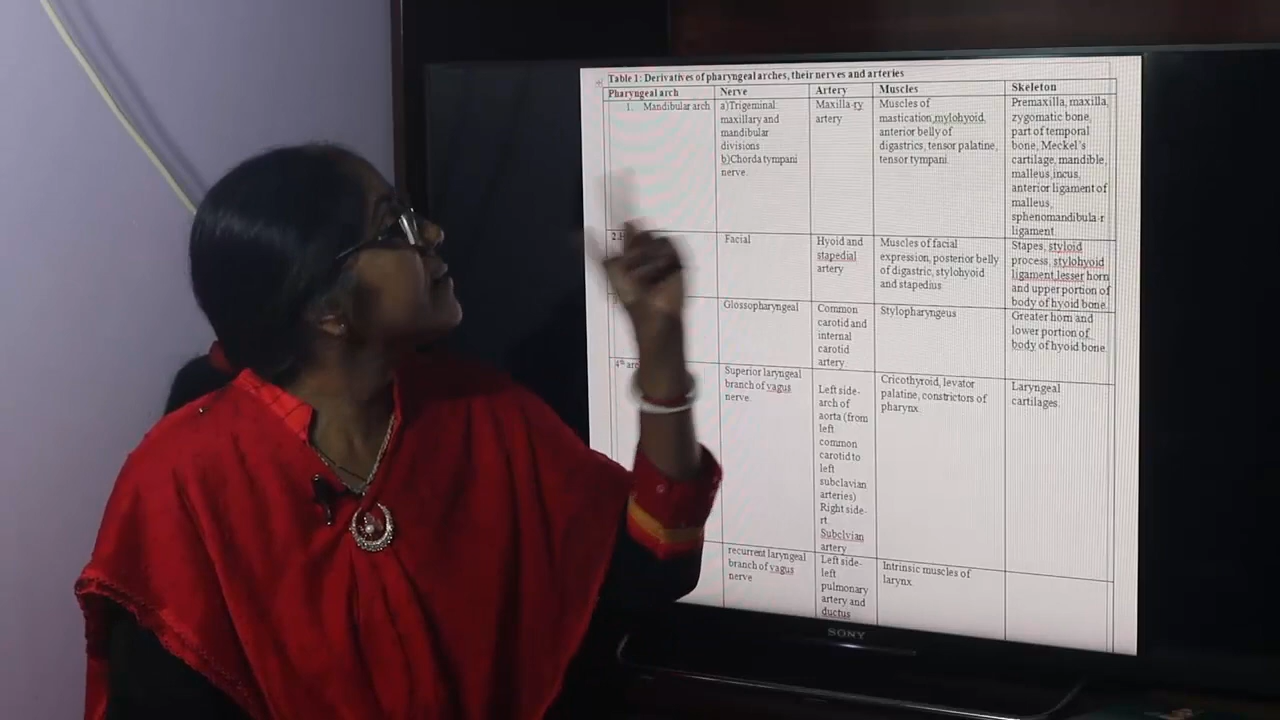 Table 1: Derivatives of pharyngeal arches, their nerves and arteries
Pharyngeal arch
Nerve
Artery
Muscles
Skeleton
1. Mandibular arch
a)Trigeminal
maxillary and
mandibular
divisions
b)Chorda tympani
nerve.
Maxilla-ry
artery
Muscles of
mastication,mylohyoid,
anterior belly of
digastrics, tensor palatine,
tensor tympani
Premaxilla, maxilla,
zygomatic bone,
part of temporal
bone, Meckel's
cartilage, mandible,
malleus,incus,
anterior ligament of
malleus,
sphenomandibula-r
ligament
Facial
Hyoid and
stapedial
artery
Muscles of facial
expression, posterior belly
of digastric, stylohyoid
and stapedius
Stapes, styloid
process, stylohyoid
ligament,lesser horn
and upper portion of
body of hyoid bone.
Glossopharyngeal
Common
carotid and
internal
carotid
artery
Stylopharyngeus
Greater horn and
lower portion of
body of hyoid bone
4th
Superior laryngeal
branch of vagus
nerve.
Left side-
arch of
aorta (from
left
common
carotid to
left
subclavian
arteries)
Right side-
rt.
Subclvian
artery
Cricothyroid, levator
palatine, constrictors of
pharynx.
Laryngeal
cartilages.
recurrent laryngeal
branch of vagus
nerve
Left side-
left
pulmonary
artery and
ductus
Intrinsic muscles of
larynx
SONY